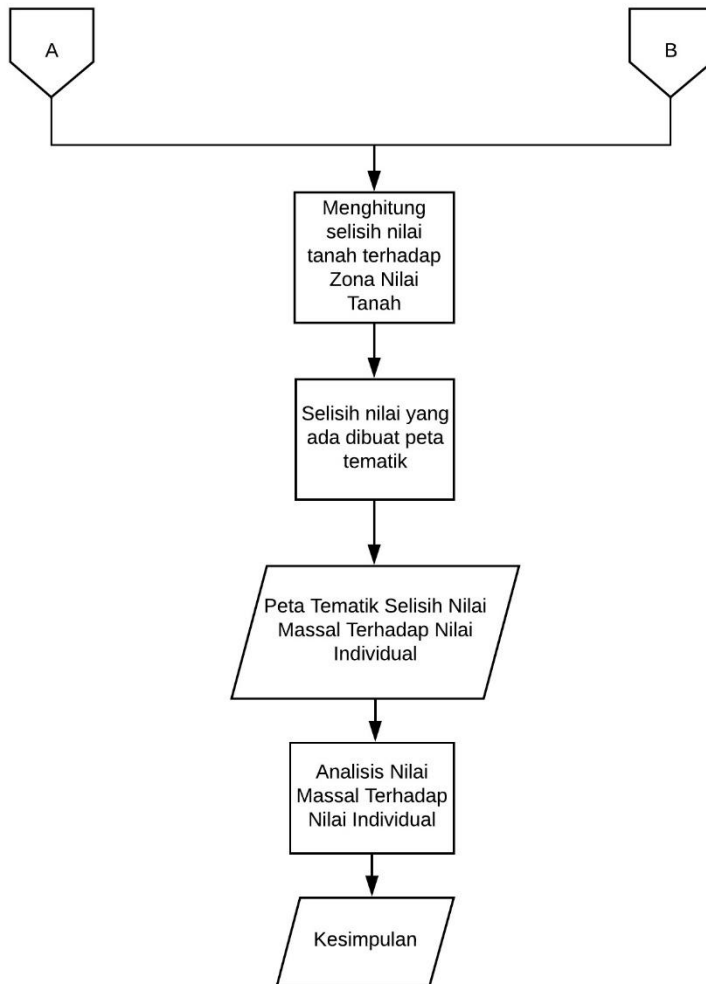 A
B
Menghitung
selisih nilai
tanah terhadap
Zona Nilai
Tanah
Selisih nilai yang
ada dibuat peta
tematik
Peta Tematik Selisih Nilai
Massal Terhadap Nilai
Individual
Analisis Nilai
Massal Terhadap
Nilai Individual
Kesimpulan